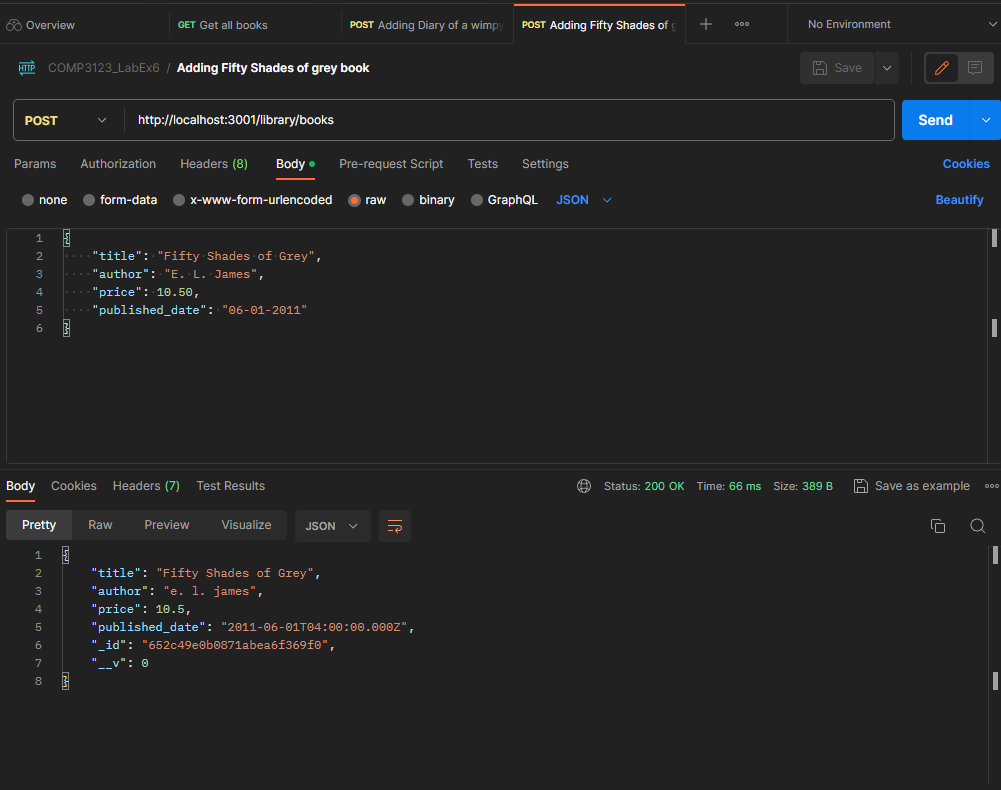 Overview GET Get all books POST Adding Diary of a wimpy POST Adding Fifty Shades of g No Environment
HTTP COMP3123_LabEx6 / Adding Fifty Shades of grey book Save
POST http://localhost:3001/library/books Send
Params Authorization Headers (8) Body Pre-request Script Tests Settings Cookies
none form-data x-www-form-urlencoded raw binary GraphQL JSON Beautify
1 {
2 ····"title":·"Fifty·Shades·of·Grey",
3 ····"author":·"E.·L.·James",
4 ····"price":·10.50,
5 ····"published_date":·"06-01-2011"
6 }
Body Cookies Headers (7) Test Results Status: 200 OK Time: 66 ms Size: 389 B Save as example
Pretty Raw Preview Visualize JSON
1 {
2 "title": "Fifty Shades of Grey",
3 "author": "e. l. james",
4 "price": 10.5,
5 "published_date": "2011-06-01T04:00:00.000Z",
6 "_id": "652c49e0b0871abea6f369f0",
7 "__v": 0
8 }